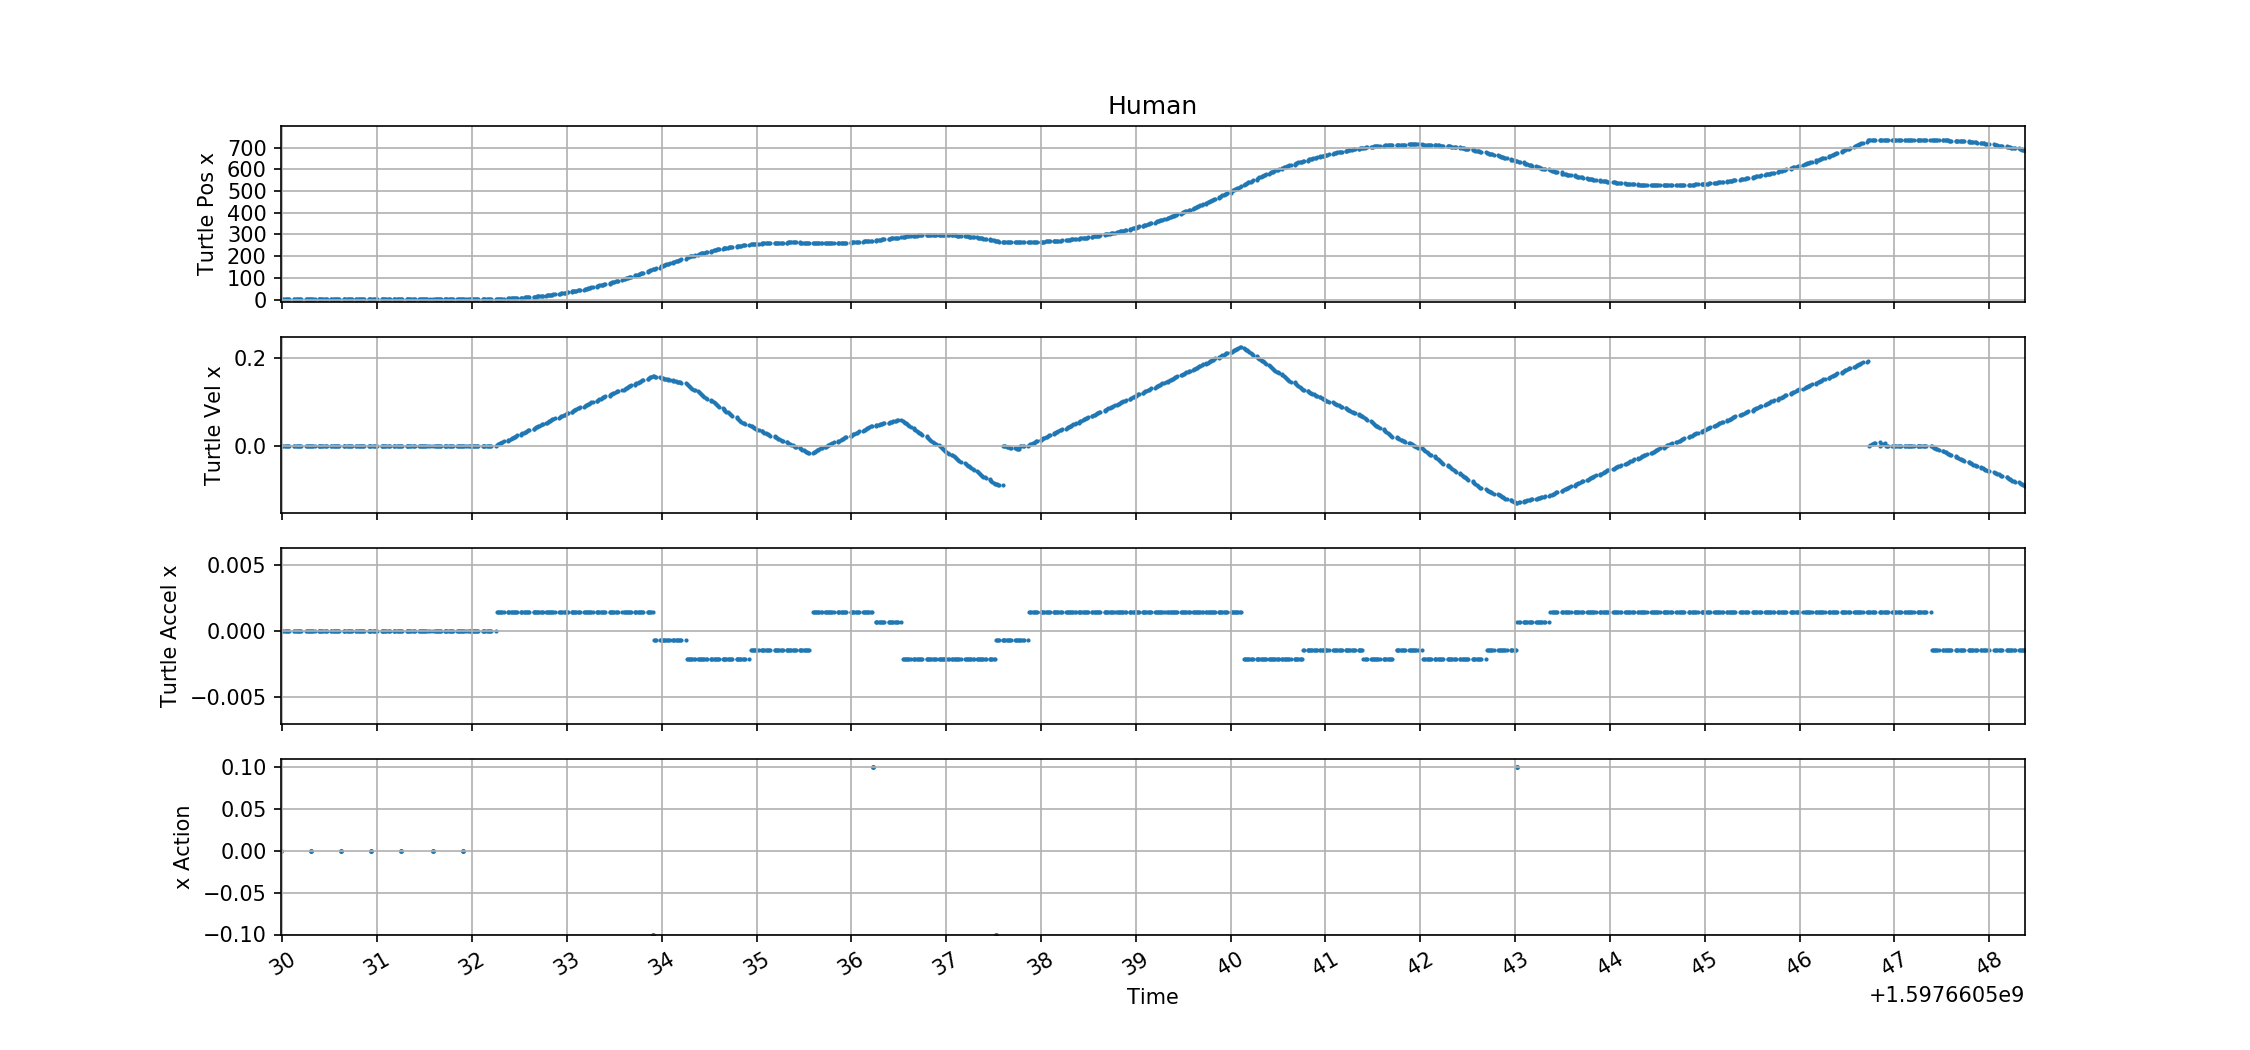 Human
Turtle Pos x
700
600
500
400
300
200
100
0
Turtle Vel x
0.2
0.0
Turtle Accel x
0.005
0.000
−0.005
x Action
0.10
0.05
0.00
−0.05
−0.10
30 31 32 33 34 35 36 37 38 39 40 41 42 43 44 45 46 47 48
Time
+1.5976605e9